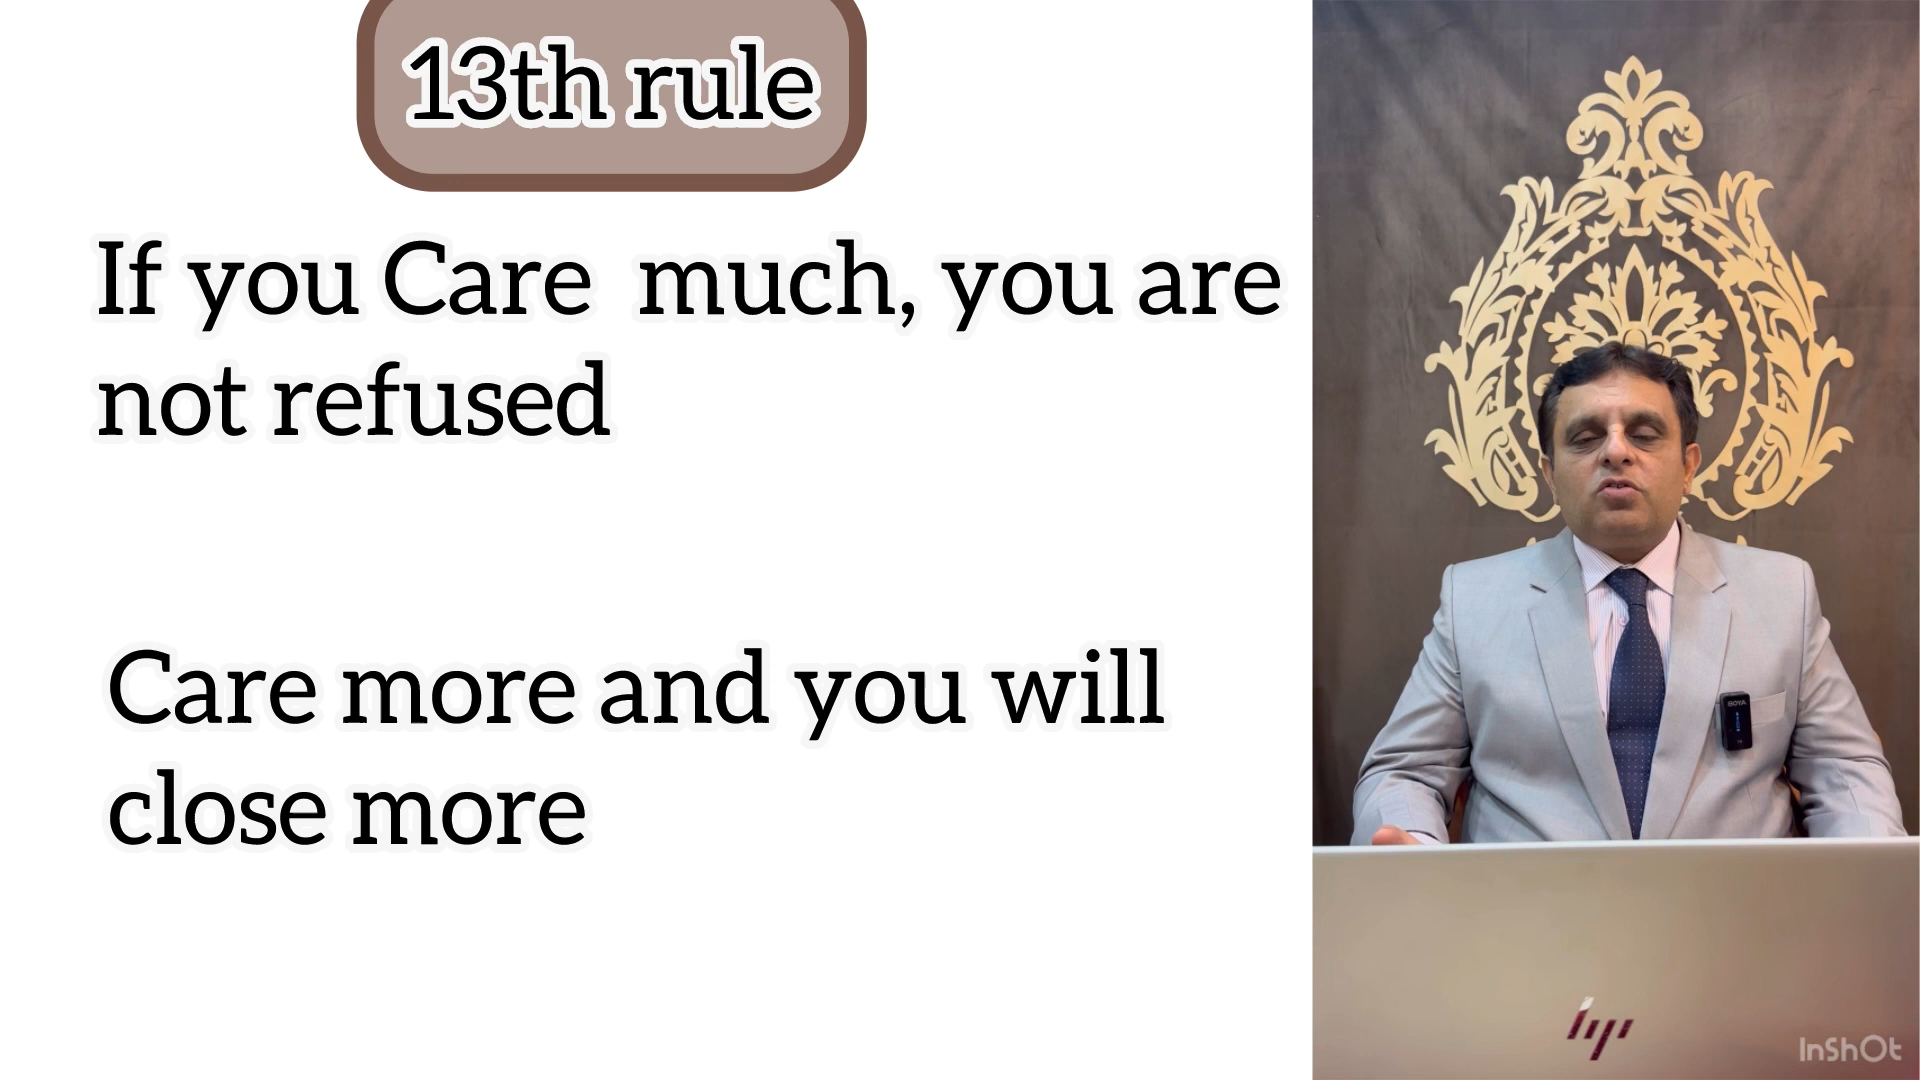 13th rule
If you Care  much, you are
not refused
Care more and you will
close more
BOYA
hp
InShOt